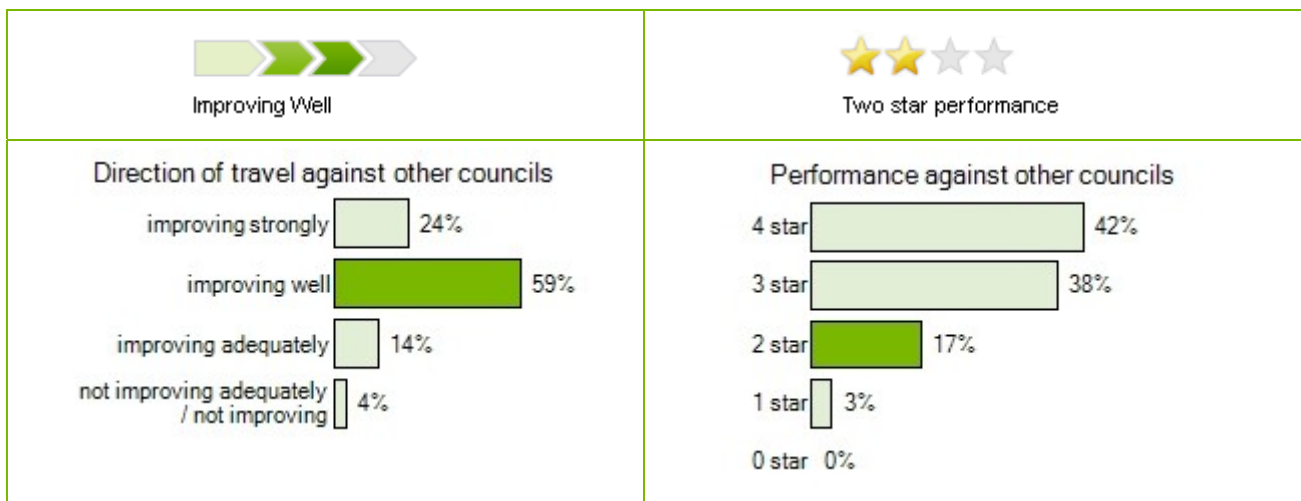 Improving Well
Two star performance
Direction of travel against other councils
improving strongly 24%
improving well 59%
improving adequately 14%
not improving adequately
/ not improving 4%
Performance against other councils
4 star 42%
3 star 38%
2 star 17%
1 star 3%
0 star 0%